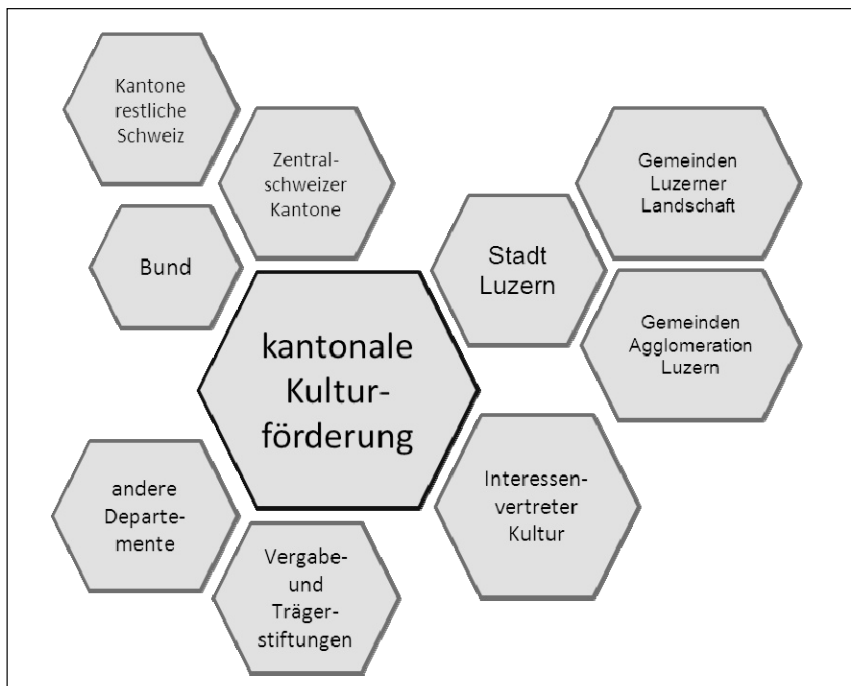 Kantone
restliche
Schweiz
Zentral-
schweizer
Kantone
Bund
Stadt
Luzern
Gemeinden
Luzerner
Landschaft
Gemeinden
Agglomeration
Luzern
kantonale
Kultur-
förderung
andere
Departe-
mente
Vergabe-
und
Träger-
stiftungen
Interessen-
vertreter
Kultur